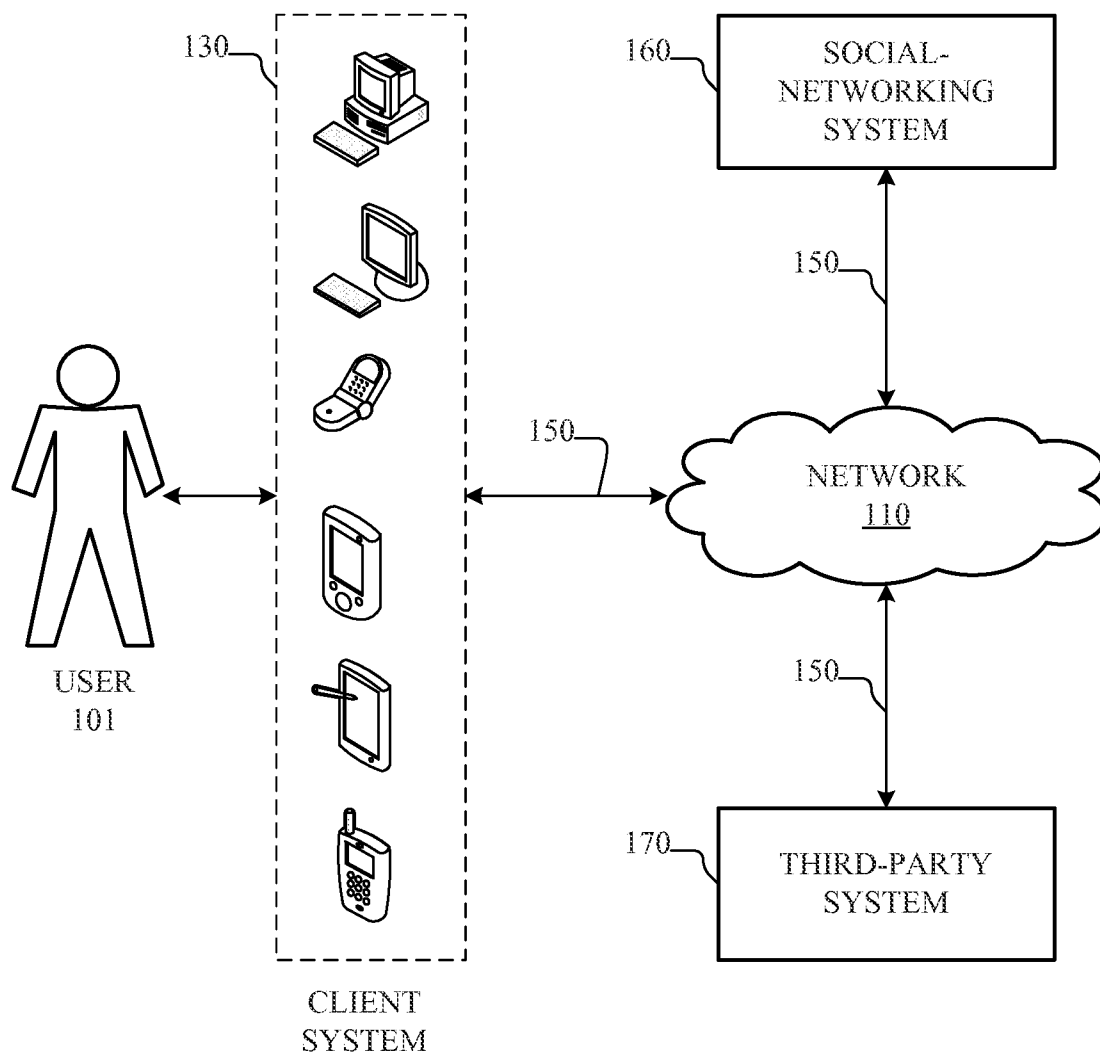 130
160
SOCIAL-
NETWORKING
SYSTEM
150
150
NETWORK
110
USER
101
150
170
THIRD-PARTY
SYSTEM
CLIENT
SYSTEM